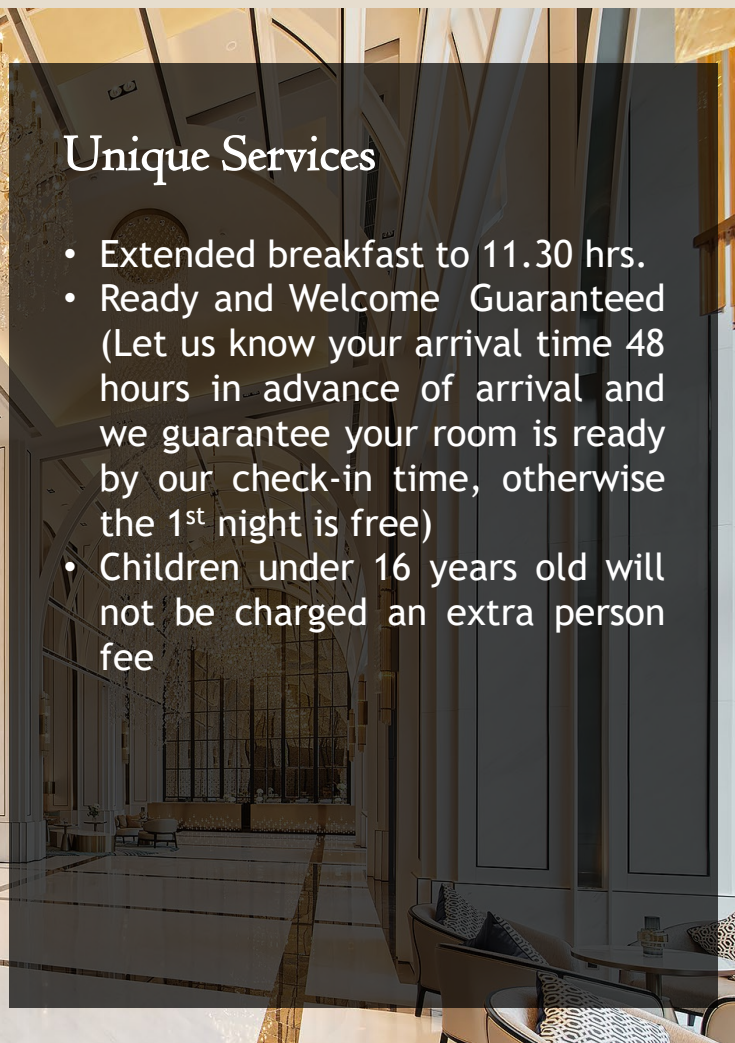 Unique Services
• Extended breakfast to 11.30 hrs.
• Ready and Welcome Guaranteed
(Let us know your arrival time 48
hours in advance of arrival and
we guarantee your room is ready
by our check-in time, otherwise
the 1st night is free)
• Children under 16 years old will
not be charged an extra person
fee